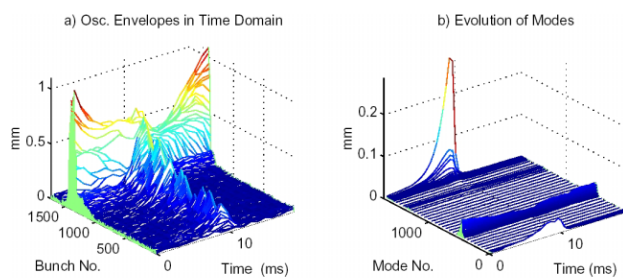 a) Osc. Envelopes in Time Domain
b) Evolution of Modes
1
0.5
0
mm
1500
1000
500
0
10
Bunch No.
Time (ms)
0.2
0.1
0
mm
1000
0
0
10
Mode No.
Time (ms)